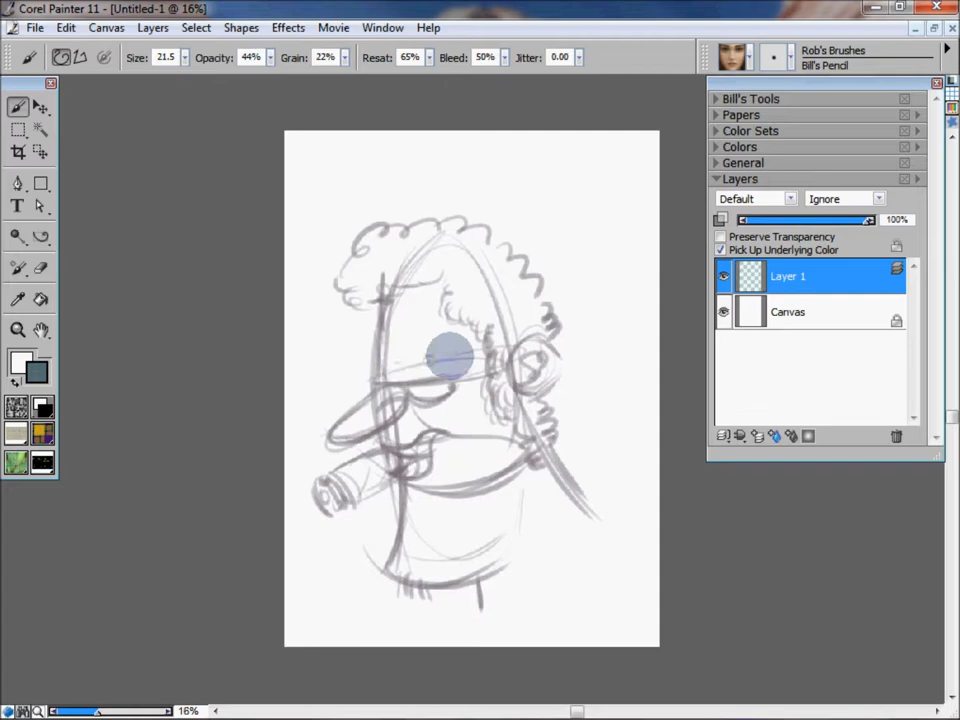 Corel Painter 11 - [Untitled-1 @ 16%]
File Edit Canvas Layers Select Shapes Effects Movie Window Help
Size: 21.5 Opacity: 44% Grain: 22% Resat: 65% Bleed: 50% Jitter: 0.00
Rob's Brushes
Bill's Pencil
Bill's Tools
Papers
Color Sets
Colors
General
Layers
Default Ignore
100%
Preserve Transparency
Pick Up Underlying Color
Layer 1
Canvas
T
16%